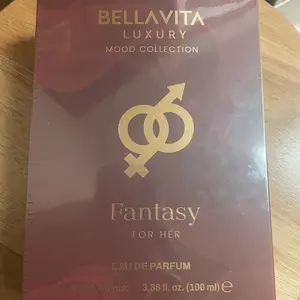 BELLAVITA
LUXURY
MOOD COLLECTION
Fantasy
FOR HER
EAU DE PARFUM
3.38 fl. oz. (100 ml) ℮